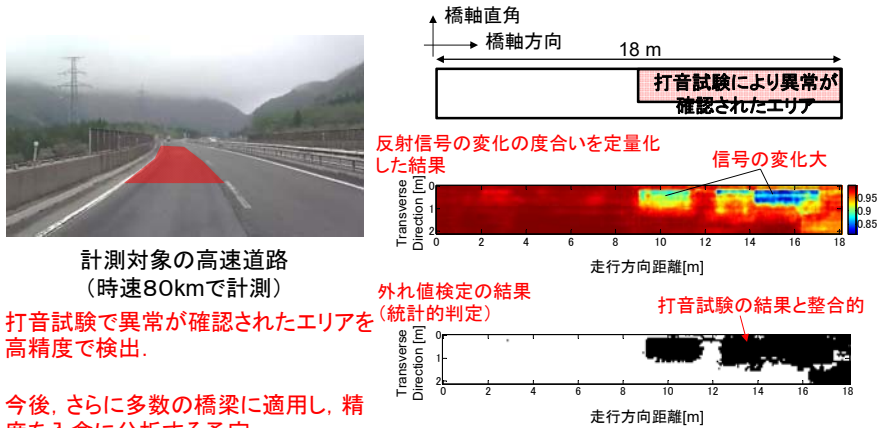 橋軸直角
橋軸方向
18 m
打音試験により異常が
確認されたエリア
反射信号の変化の度合いを定量化
した結果
信号の変化大
Transverse
Direction [m]
0
1
2
0 2 4 6 8 10 12 14 16 18
0.95
0.9
0.85
走行方向距離[m]
計測対象の高速道路
(時速80kmで計測)
打音試験で異常が確認されたエリアを
高精度で検出.
今後, さらに多数の橋梁に適用し, 精
外れ値検定の結果
(統計的判定)
打音試験の結果と整合的
Transverse
Direction [m]
0
1
2
0 2 4 6 8 10 12 14 16 18
走行方向距離[m]